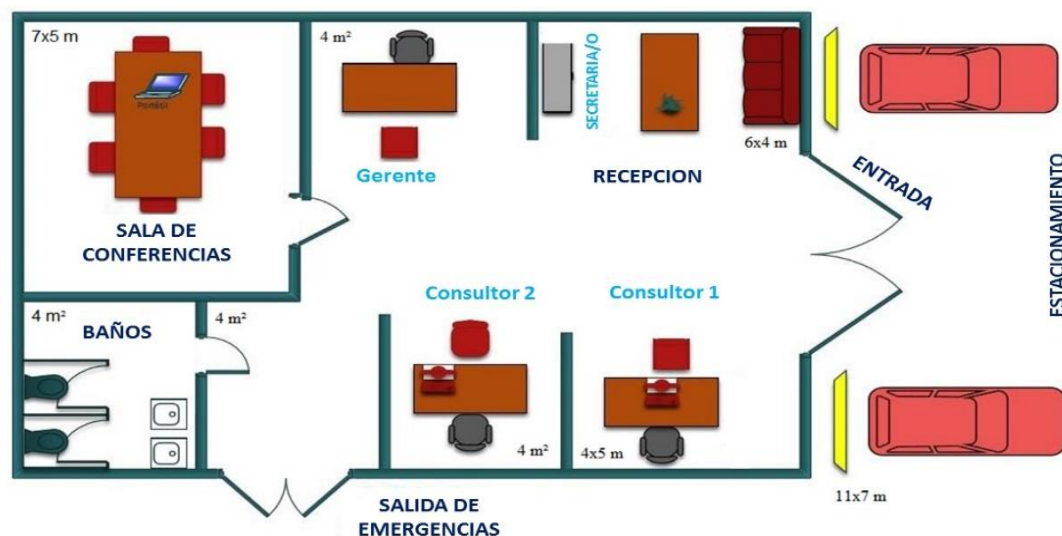 7x5 m
4 m²
SECRETARIA/O
Portátil
6x4 m
Gerente
RECEPCION
ENTRADA
ESTACIONAMIENTO
SALA DE
CONFERENCIAS
Consultor 2
Consultor 1
4 m²
BAÑOS
4 m²
4 m²
4x5 m
11x7 m
SALIDA DE
EMERGENCIAS